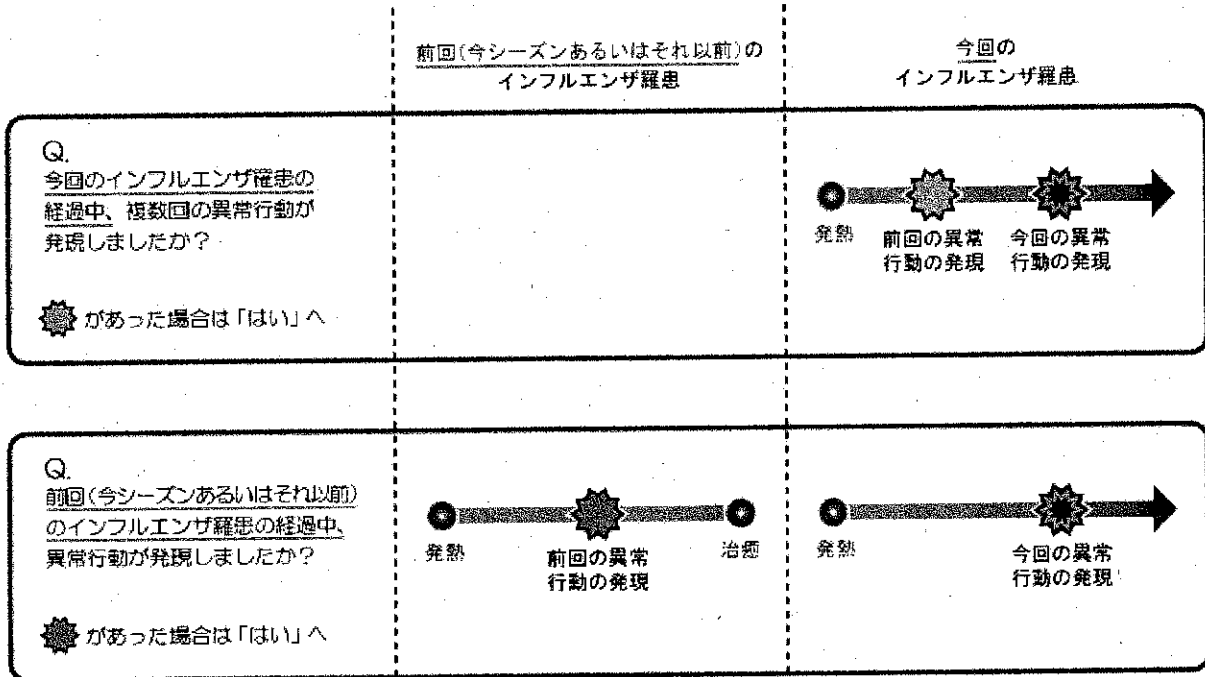 前回(今シーズンあるいはそれ以前)の
インフルエンザ羅患
今回の
インフルエンザ羅患
Q.
今回のインフルエンザ罹患の
経過中、複数回の異常行動が
発現しましたか？
があった場合は「はい」へ
発熱
前回の異常
行動の発現
今回の異常
行動の発現
Q.
前回(今シーズンあるいはそれ以前)
のインフルエンザ羅患の経過中、
異常行動が発現しましたか？
があった場合は「はい」へ
発熱
前回の異常
行動の発現
治癒
発熱
今回の異常
行動の発現